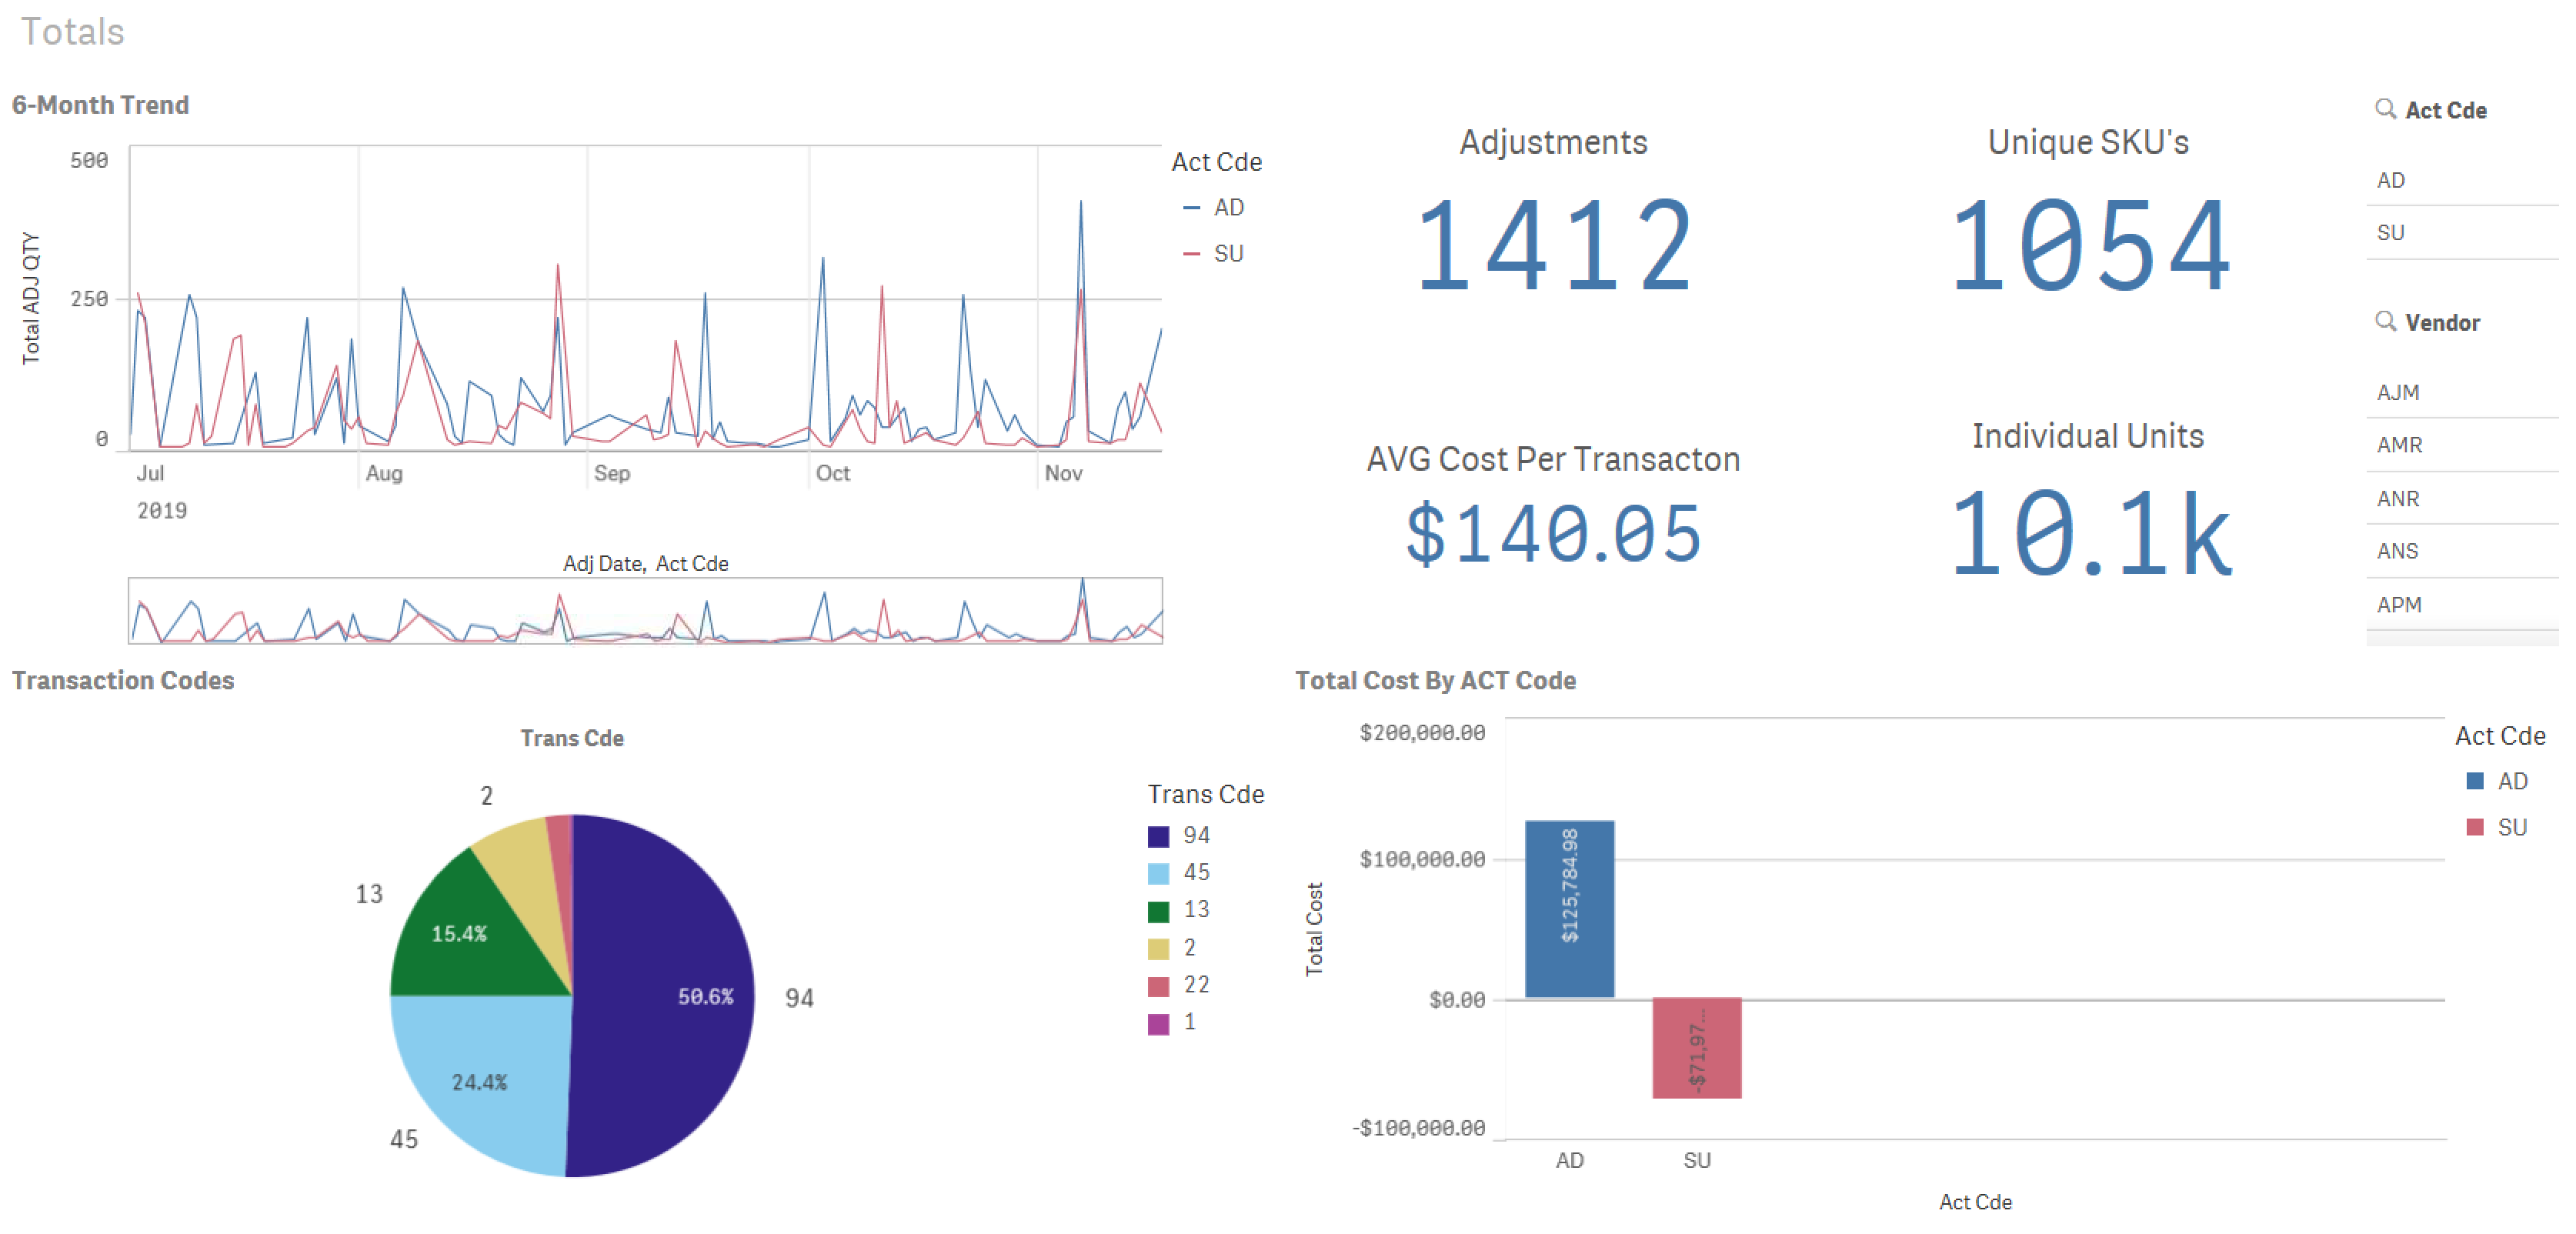 Totals
6-Month Trend
Total ADJ QTY
500
250
0
Jul
Aug
Sep
Oct
Nov
2019
Adj Date, Act Cde
Act Cde
AD
SU
Adjustments
1412
Unique SKU's
1054
AVG Cost Per Transacton
$140.05
Individual Units
10.1k
Act Cde
AD
SU
Vendor
AJM
AMR
ANR
ANS
APM
Transaction Codes
Trans Cde
2
13
15.4%
50.6%
94
24.4%
45
Trans Cde
94
45
13
2
22
1
Total Cost By ACT Code
Total Cost
$200,000.00
$100,000.00
$0.00
-$100,000.00
$125,784.98
-$71,97...
AD
SU
Act Cde
Act Cde
AD
SU